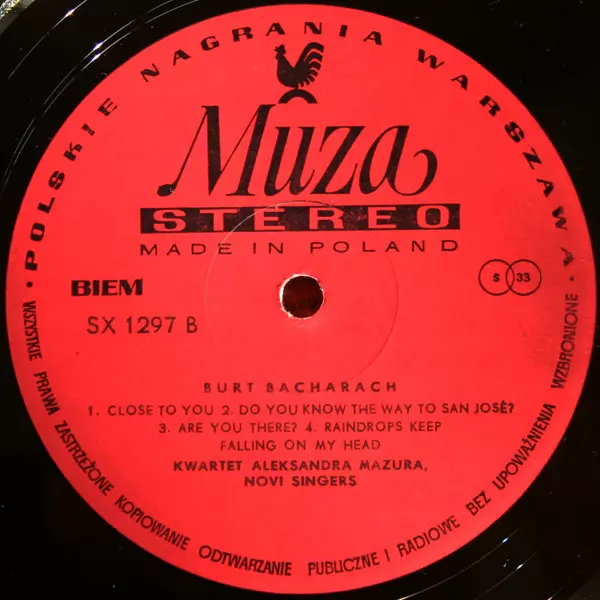 POLSKIE NAGRANIA WARSZAWA
Mûza
STEREO
MADE IN POLAND
BIEM
S 33
SX 1297 B
BURT BACHARACH
1. CLOSE TO YOU 2. DO YOU KNOW THE WAY TO SAN JOSÊ?
3. ARE YOU THERE? 4. RAINDROPS KEEP
FALLING ON MY HEAD
KWARTET ALEKSANDRA MAZURA,
NOVI SINGERS
• WSZYSTKIE PRAWA ZASTRZEŻONE KOPIOWANIE ODTWARZANIE PUBLICZNE I RADIOWE BEZ UPOWAŻNIENIA WZBRONIONE •